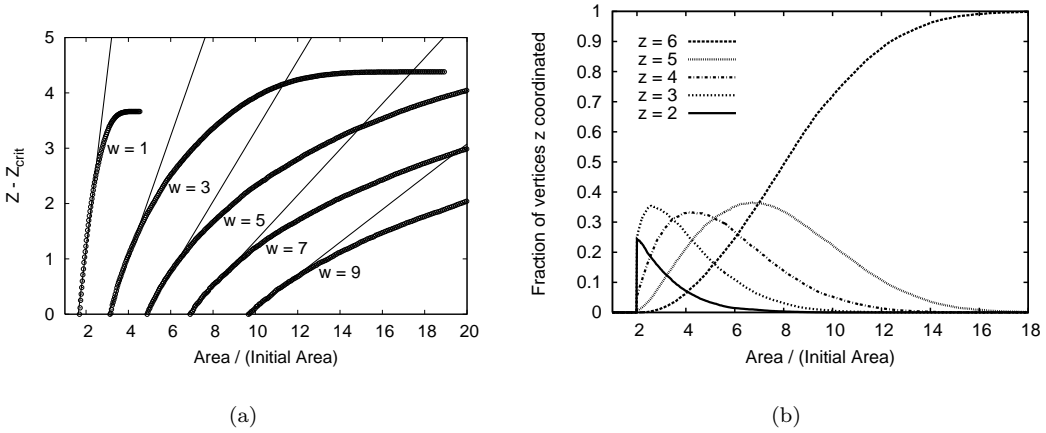 Z - Z_crit
5
4
3
2
1
0
w = 1
w = 3
w = 5
w = 7
w = 9
2 4 6 8 10 12 14 16 18 20
Area / (Initial Area)
(a)
Fraction of vertices z coordinated
1
0.9
0.8
0.7
0.6
0.5
0.4
0.3
0.2
0.1
0
z = 6
z = 5
z = 4
z = 3
z = 2
2 4 6 8 10 12 14 16 18
Area / (Initial Area)
(b)